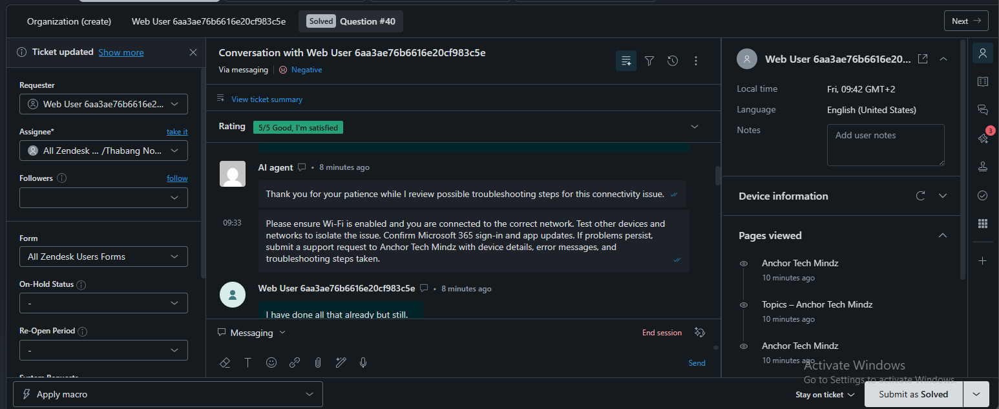 Organization (create)
Web User 6aa3ae76b6616e20cf983c5e
Solved Question #40
Next
Ticket updated Show more
Requester
Web User 6aa3ae76b6616e2...
Assignee* take it
All Zendesk ... /Thabang No...
Followers follow
Form
All Zendesk Users Forms
On-Hold Status
-
Re-Open Period
-
System Requests
Apply macro
Conversation with Web User 6aa3ae76b6616e20cf983c5e
Via messaging Negative
View ticket summary
Rating 5/5 Good, I'm satisfied
AI agent • 8 minutes ago
Thank you for your patience while I review possible troubleshooting steps for this connectivity issue.
09:33
Please ensure Wi-Fi is enabled and you are connected to the correct network. Test other devices and
networks to isolate the issue. Confirm Microsoft 365 sign-in and app updates. If problems persist,
submit a support request to Anchor Tech Mindz with device details, error messages, and
troubleshooting steps taken.
Web User 6aa3ae76b6616e20cf983c5e • 8 minutes ago
I have done all that already but still.
Messaging
End session
Send
Web User 6aa3ae76b6616e20...
Local time Fri, 09:42 GMT+2
Language English (United States)
Notes Add user notes
Device information
Pages viewed
Anchor Tech Mindz
10 minutes ago
Topics – Anchor Tech Mindz
10 minutes ago
Anchor Tech Mindz
10 minutes ago
3
Activate Windows
Go to Settings to activate Windows.
Stay on ticket
Submit as Solved